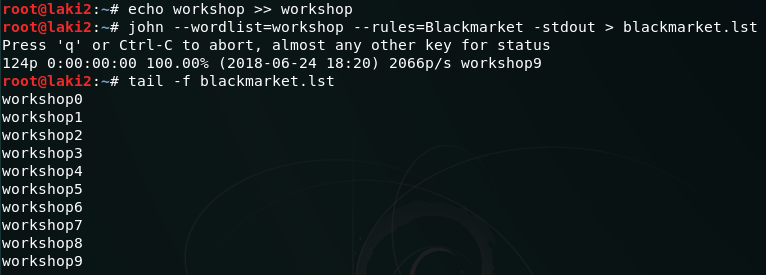 root@laki2:~# echo workshop >> workshop
root@laki2:~# john --wordlist=workshop --rules=Blackmarket -stdout > blackmarket.lst
Press 'q' or Ctrl-C to abort, almost any other key for status
124p 0:00:00:00 100.00% (2018-06-24 18:20) 2066p/s workshop9
root@laki2:~# tail -f blackmarket.lst
workshop0
workshop1
workshop2
workshop3
workshop4
workshop5
workshop6
workshop7
workshop8
workshop9